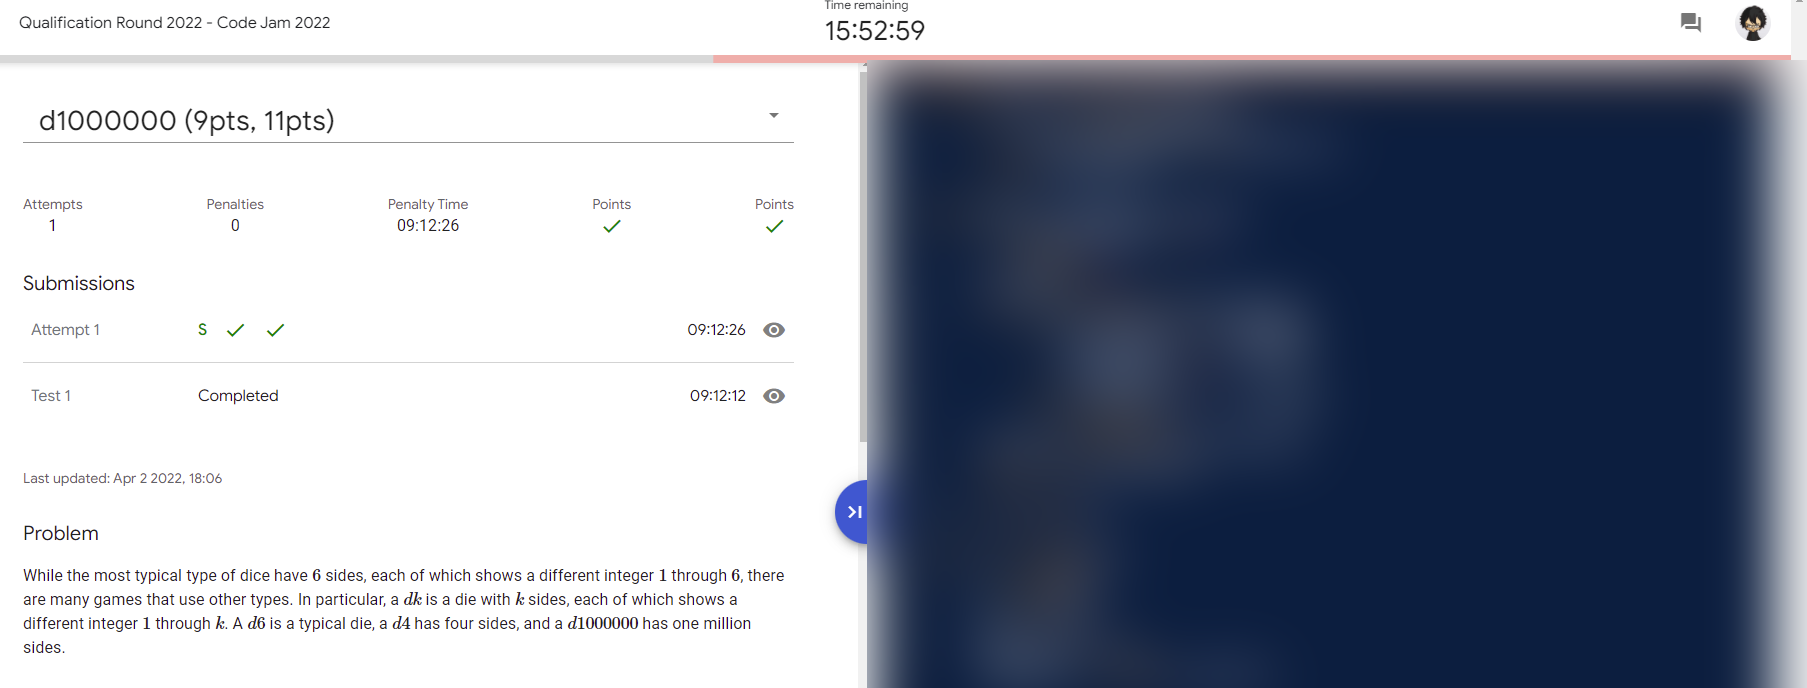 Qualification Round 2022 - Code Jam 2022
Time remaining
15:52:59
d1000000 (9pts, 11pts)
Attempts Penalties Penalty Time Points Points
1 0 09:12:26
Submissions
Attempt 1 S 09:12:26
Test 1 Completed 09:12:12
Last updated: Apr 2 2022, 18:06
Problem
While the most typical type of dice have 6 sides, each of which shows a different integer 1 through 6, there
are many games that use other types. In particular, a dk is a die with k sides, each of which shows a
different integer 1 through k. A d6 is a typical die, a d4 has four sides, and a d1000000 has one million
sides.